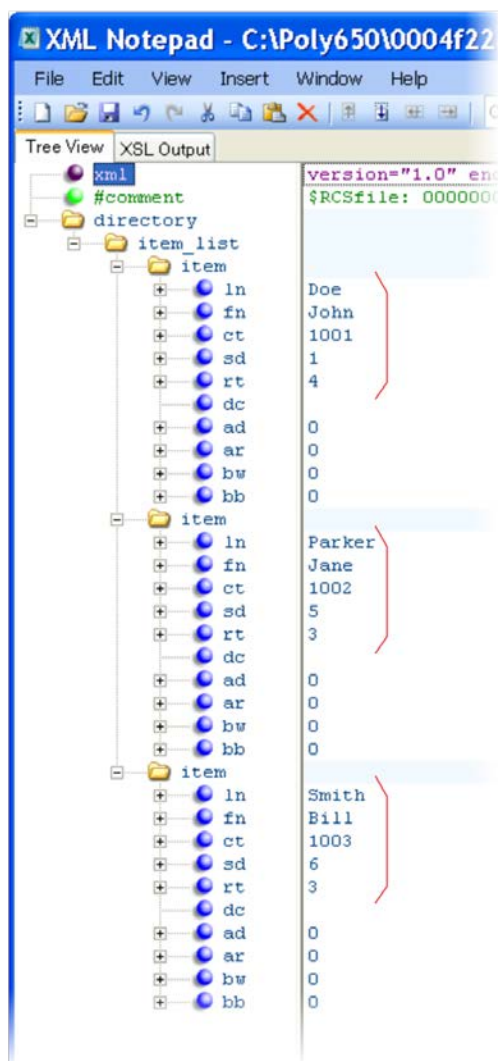 XML Notepad - C:\Poly650\0004f22
File Edit View Insert Window Help
Tree View XSL Output
xml version="1.0" enc
#comment $RCSfile: 0000000
directory
item_list
item
ln Doe
fn John
ct 1001
sd 1
rt 4
dc
ad 0
ar 0
bw 0
bb 0
item
ln Parker
fn Jane
ct 1002
sd 5
rt 3
dc
ad 0
ar 0
bw 0
bb 0
item
ln Smith
fn Bill
ct 1003
sd 6
rt 3
dc
ad 0
ar 0
bw 0
bb 0